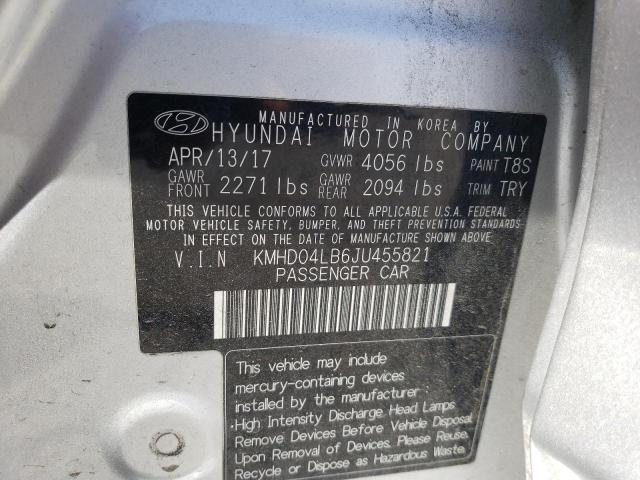 MANUFACTURED IN KOREA BY
HYUNDAI MOTOR COMPANY
APR/13/17 GVWR 4056 lbs PAINT T8S
GAWR FRONT 2271 lbs GAWR REAR 2094 lbs TRIM TRY
THIS VEHICLE CONFORMS TO ALL APPLICABLE U.S.A. FEDERAL
MOTOR VEHICLE SAFETY, BUMPER, AND THEFT PREVENTION STANDARDS
IN EFFECT ON THE DATE OF MANUFACTURE SHOWN ABOVE.
V.I.N KMHD04LB6JU455821
PASSENGER CAR
This vehicle may include
mercury-containing devices
installed by the manufacturer:
·High Intensity Discharge Head Lamps
Remove Devices Before Vehicle Disposal
Upon Removal of Devices. Please Reuse,
Recycle or Dispose as Hazardous Waste.